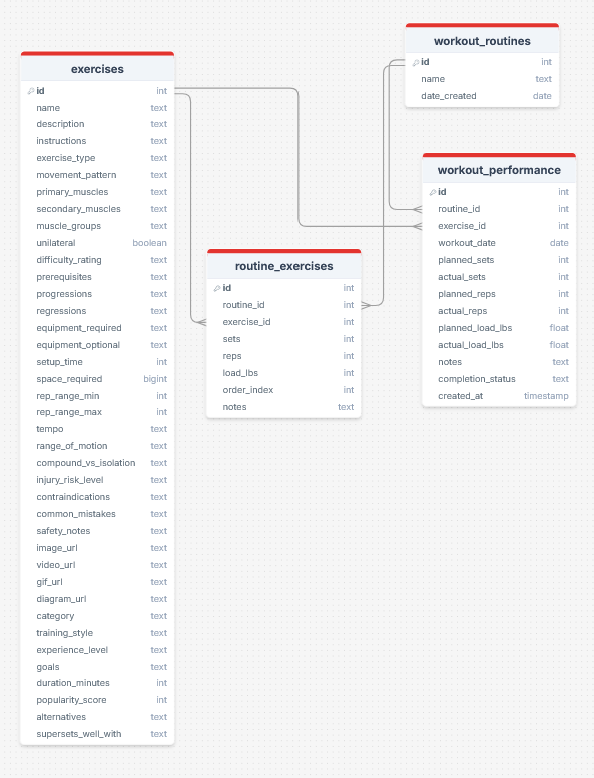 exercises
id int
name text
description text
instructions text
exercise_type text
movement_pattern text
primary_muscles text
secondary_muscles text
muscle_groups text
unilateral boolean
difficulty_rating text
prerequisites text
progressions text
regressions text
equipment_required text
equipment_optional text
setup_time int
space_required bigint
rep_range_min int
rep_range_max int
tempo text
range_of_motion text
compound_vs_isolation text
injury_risk_level text
contraindications text
common_mistakes text
safety_notes text
image_url text
video_url text
gif_url text
diagram_url text
category text
training_style text
experience_level text
goals text
duration_minutes int
popularity_score int
alternatives text
supersets_well_with text
routine_exercises
id int
routine_id int
exercise_id int
sets int
reps int
load_lbs int
order_index int
notes text
workout_routines
id int
name text
date_created date
workout_performance
id int
routine_id int
exercise_id int
workout_date date
planned_sets int
actual_sets int
planned_reps int
actual_reps int
planned_load_lbs float
actual_load_lbs float
notes text
completion_status text
created_at timestamp